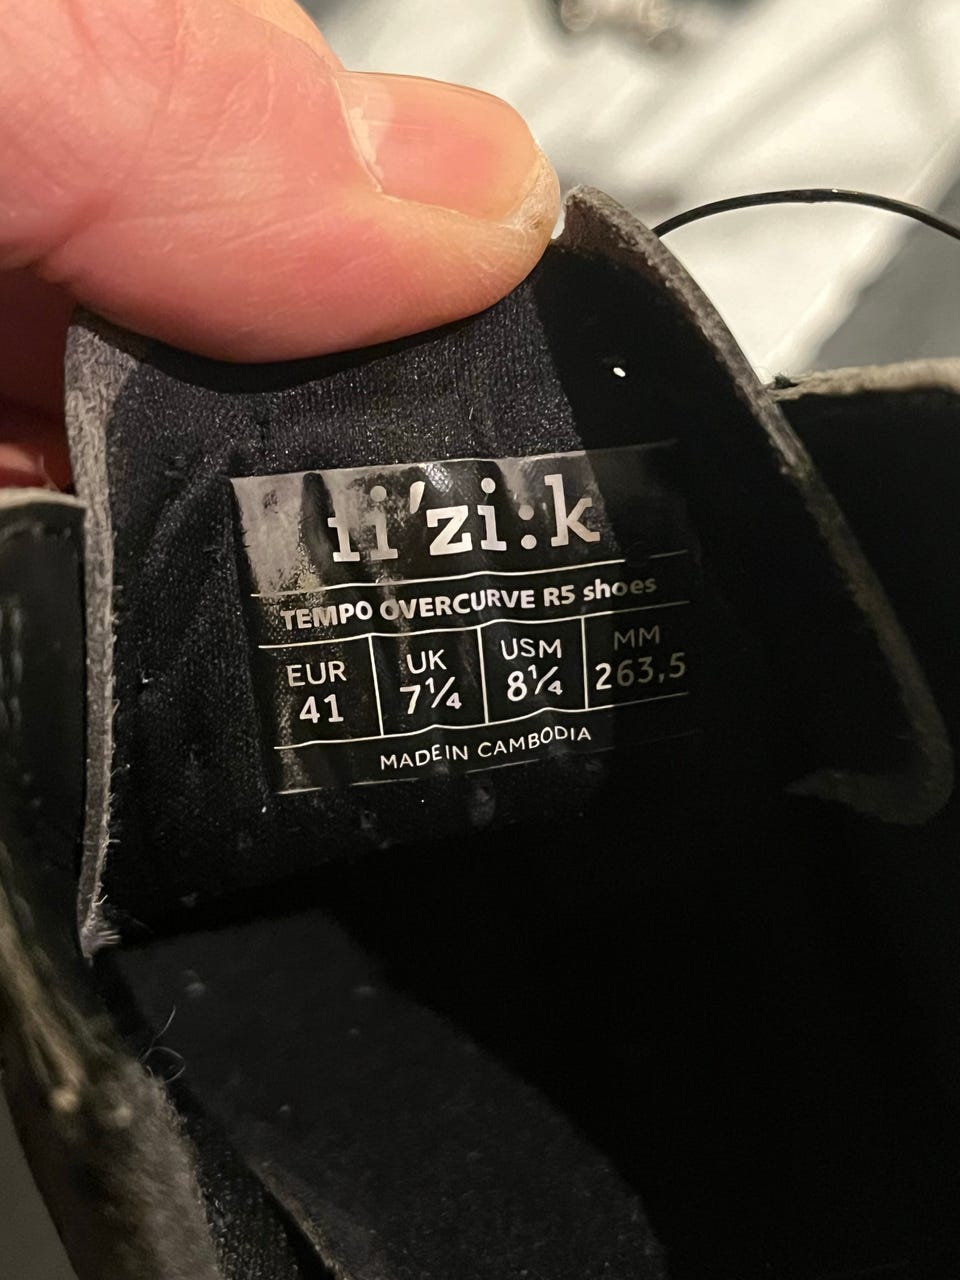 fi'zi:k
TEMPO OVERCURVE R5 shoes
EUR UK USM MM
41 7¼ 8¼ 263,5
MADE IN CAMBODIA